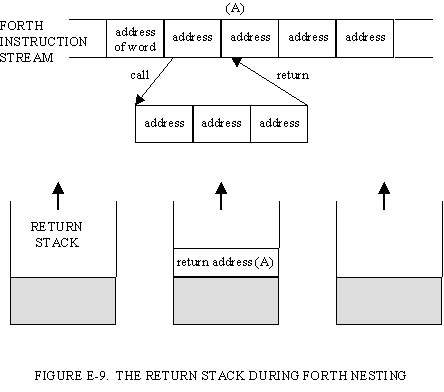 (A)
FORTH
INSTRUCTION
STREAM
address
of word
address
address
address
address
call
return
address
address
address
RETURN
STACK
return address (A)
FIGURE E-9. THE RETURN STACK DURING FORTH NESTING